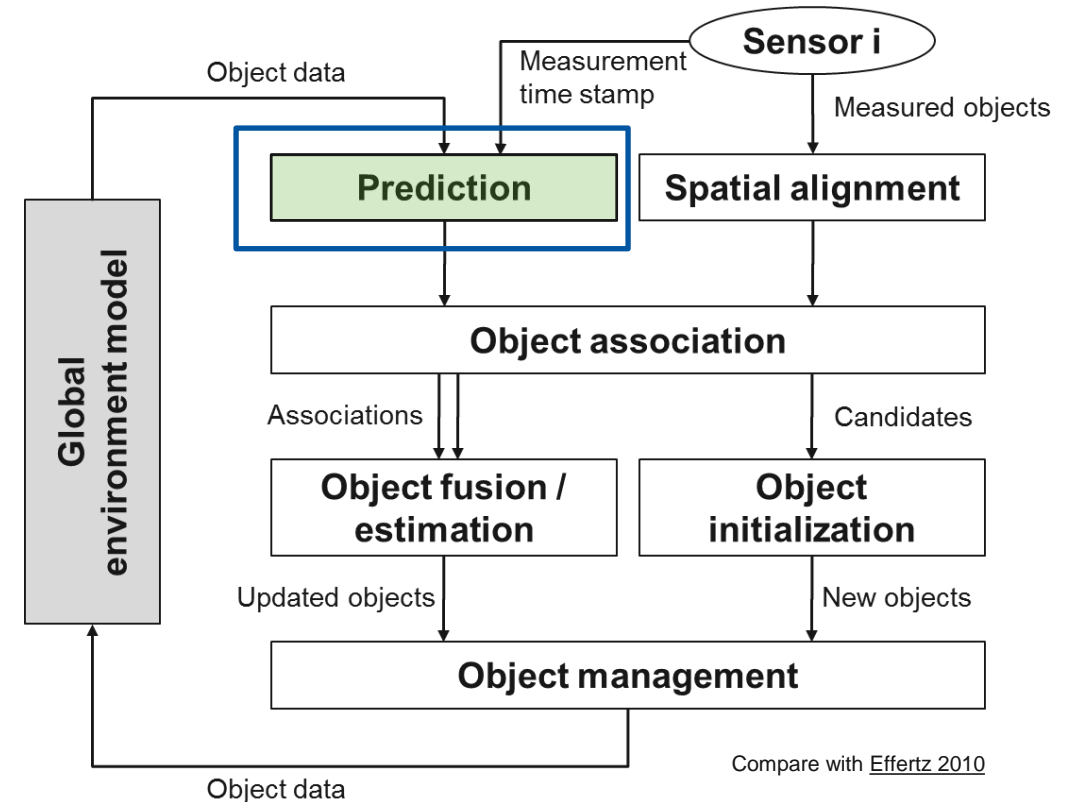 Sensor i
Object data
Measurement
time stamp
Measured objects
Prediction
Spatial alignment
Global
environment model
Object association
Associations
Candidates
Object fusion /
estimation
Object
initialization
Updated objects
New objects
Object management
Compare with Effertz 2010
Object data